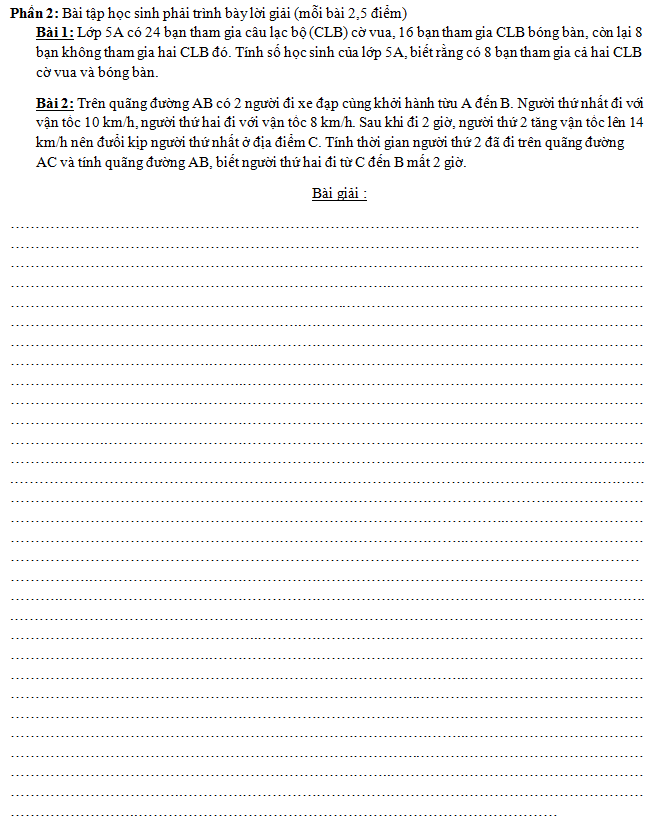 Phần 2: Bài tập học sinh phải trình bày lời giải (mỗi bài 2,5 điểm)
Bài 1: Lớp 5A có 24 bạn tham gia câu lạc bộ (CLB) cờ vua, 16 bạn tham gia CLB bóng bàn, còn lại 8
bạn không tham gia hai CLB đó. Tính số học sinh của lớp 5A, biết rằng có 8 bạn tham gia cả hai CLB
cờ vua và bóng bàn.
Bài 2: Trên quãng đường AB có 2 người đi xe đạp cùng khởi hành từu A đến B. Người thứ nhất đi với
vận tôc 10 km/h, người thứ hai đi với vận tôc 8 km/h. Sau khi đi 2 giờ, người thứ 2 tăng vận tôc lên 14
km/h nên đuổi kịp người thứ nhất ở địa điểm C. Tính thời gian người thứ 2 đã đi trên quãng đường
AC và tính quãng đường AB, biết người thứ hai đi từ C đến B mất 2 giờ.
Bài giải :